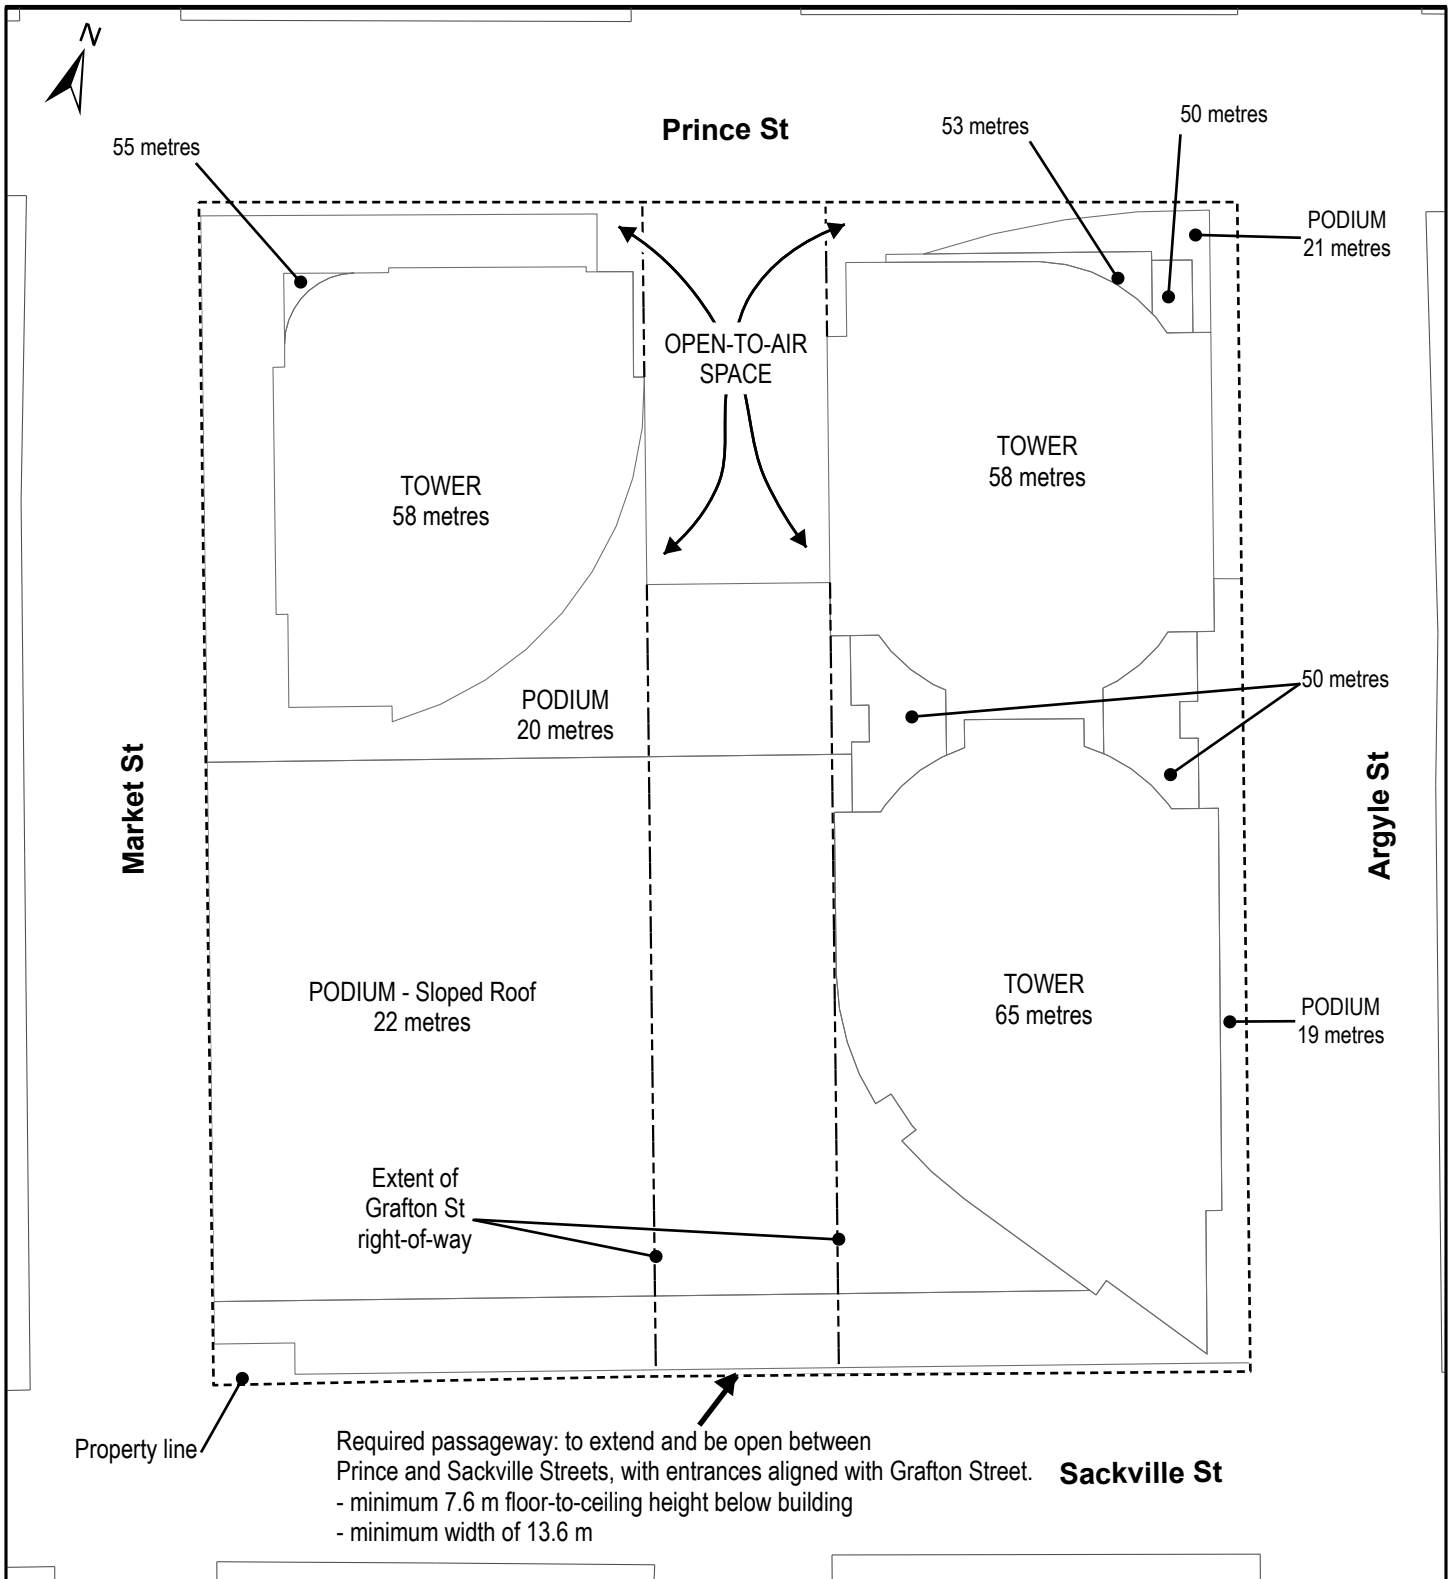 N
Prince St
55 metres
53 metres
50 metres
PODIUM
21 metres
OPEN-TO-AIR
SPACE
TOWER
58 metres
TOWER
58 metres
PODIUM
20 metres
50 metres
Market St
Argyle St
PODIUM - Sloped Roof
22 metres
TOWER
65 metres
PODIUM
19 metres
Extent of
Grafton St
right-of-way
Property line
Required passageway: to extend and be open between
Prince and Sackville Streets, with entrances aligned with Grafton Street.
- minimum 7.6 m floor-to-ceiling height below building
- minimum width of 13.6 m
Sackville St